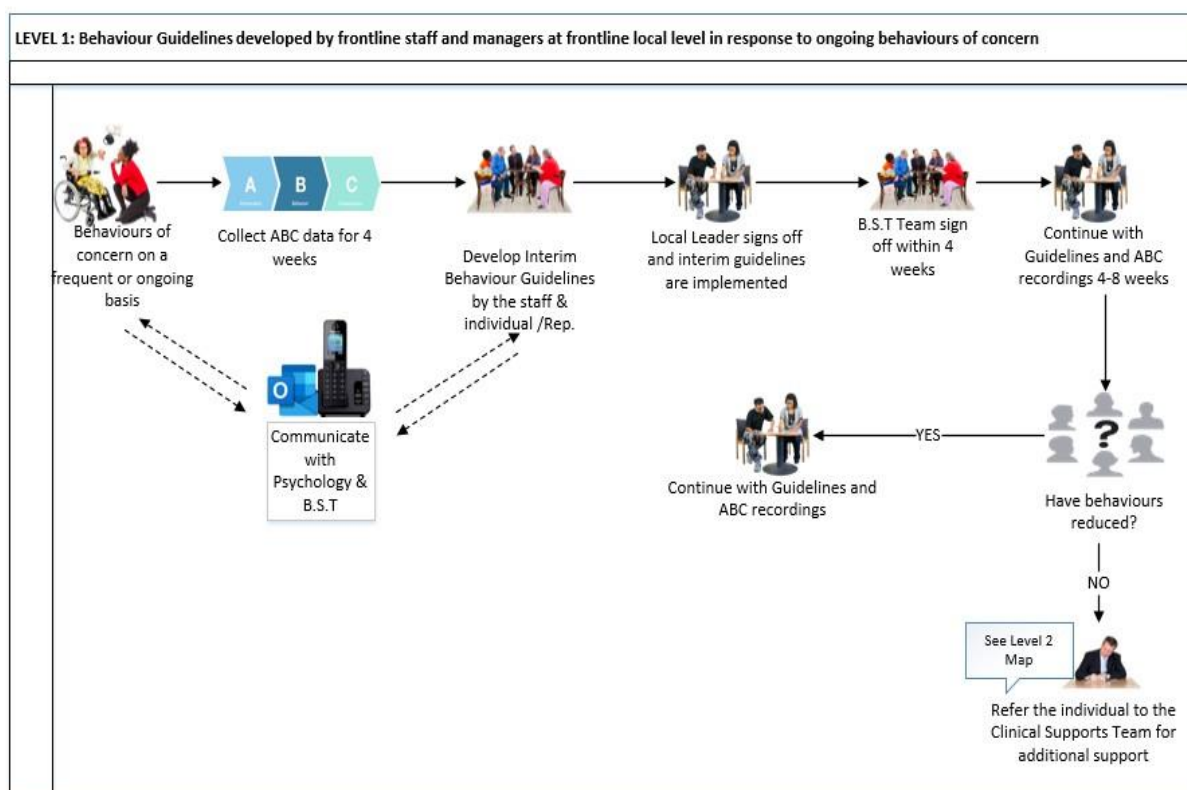 LEVEL 1: Behaviour Guidelines developed by frontline staff and managers at frontline local level in response to ongoing behaviours of concern
A
B
C
Behaviours of
concern on a
frequent or ongoing
basis
Collect ABC data for 4
weeks
Develop Interim
Behaviour Guidelines
by the staff &
individual /Rep.
Local Leader signs off
and interim guidelines
are implemented
B.S.T Team sign
off within 4
weeks
Continue with
Guidelines and ABC
recordings 4-8 weeks
O
Communicate
with
Psychology &
B.S.T
YES
Continue with Guidelines and
ABC recordings
?
Have behaviours
reduced?
NO
See Level 2
Map
Refer the individual to the
Clinical Supports Team for
additional support